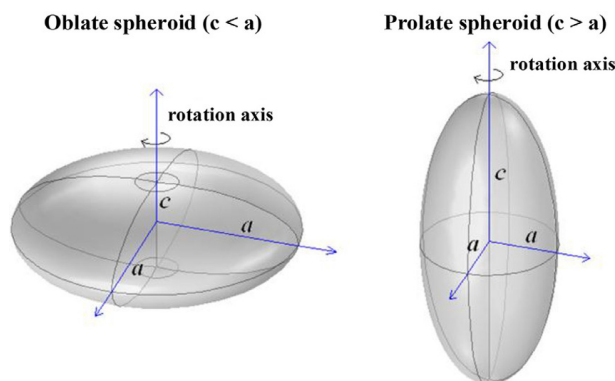 Oblate spheroid (c < a)
rotation axis
c
a
a
Prolate spheroid (c > a)
rotation axis
c
a
a